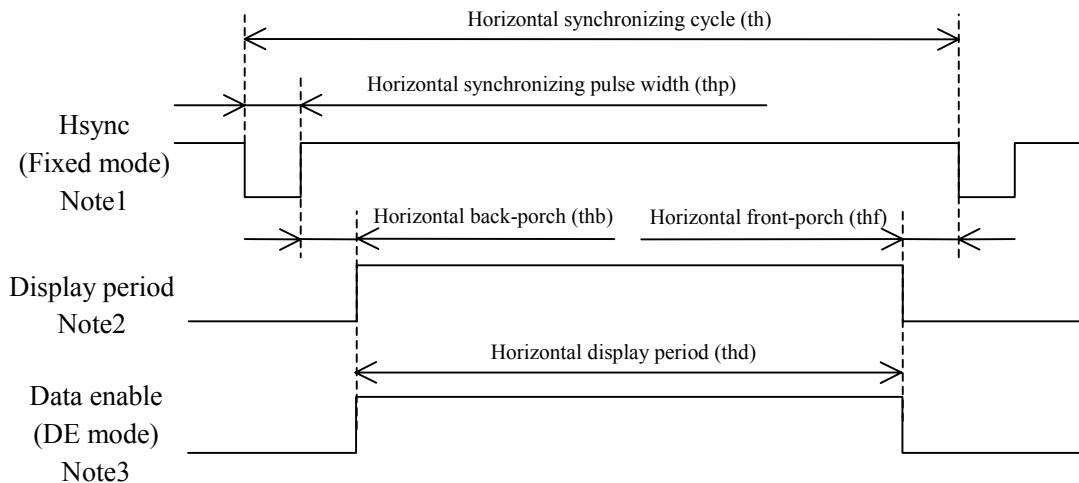 Horizontal synchronizing cycle (th)
Horizontal synchronizing pulse width (thp)
Hsync
(Fixed mode)
Note1
Horizontal back-porch (thb)
Horizontal front-porch (thf)
Display period
Note2
Horizontal display period (thd)
Data enable
(DE mode)
Note3